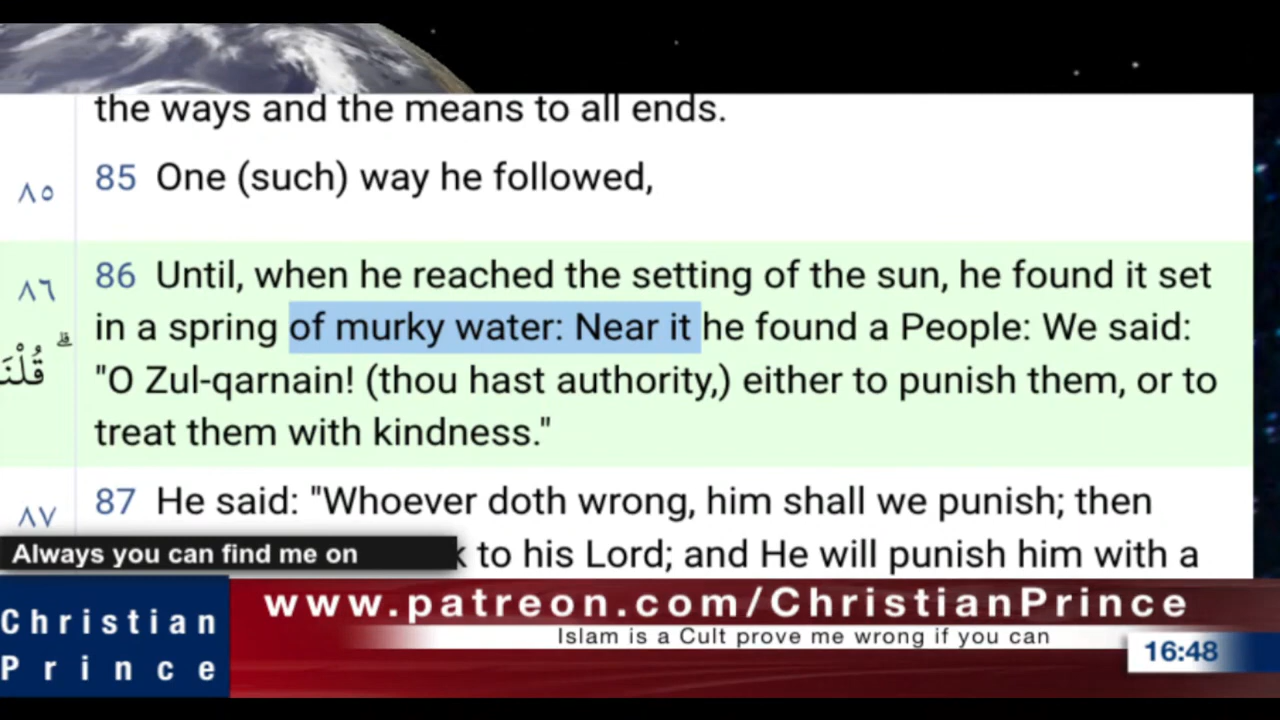 the ways and the means to all ends.
٨٥ 85 One (such) way he followed,
٨٦ 86 Until, when he reached the setting of the sun, he found it set
in a spring of murky water: Near it he found a People: We said:
"O Zul-qarnain! (thou hast authority,) either to punish them, or to
treat them with kindness."
٨٧ 87 He said: "Whoever doth wrong, him shall we punish; then
to his Lord; and He will punish him with a
Always you can find me on
Christian
Prince
www.patreon.com/ChristianPrince
Islam is a Cult prove me wrong if you can
16:48